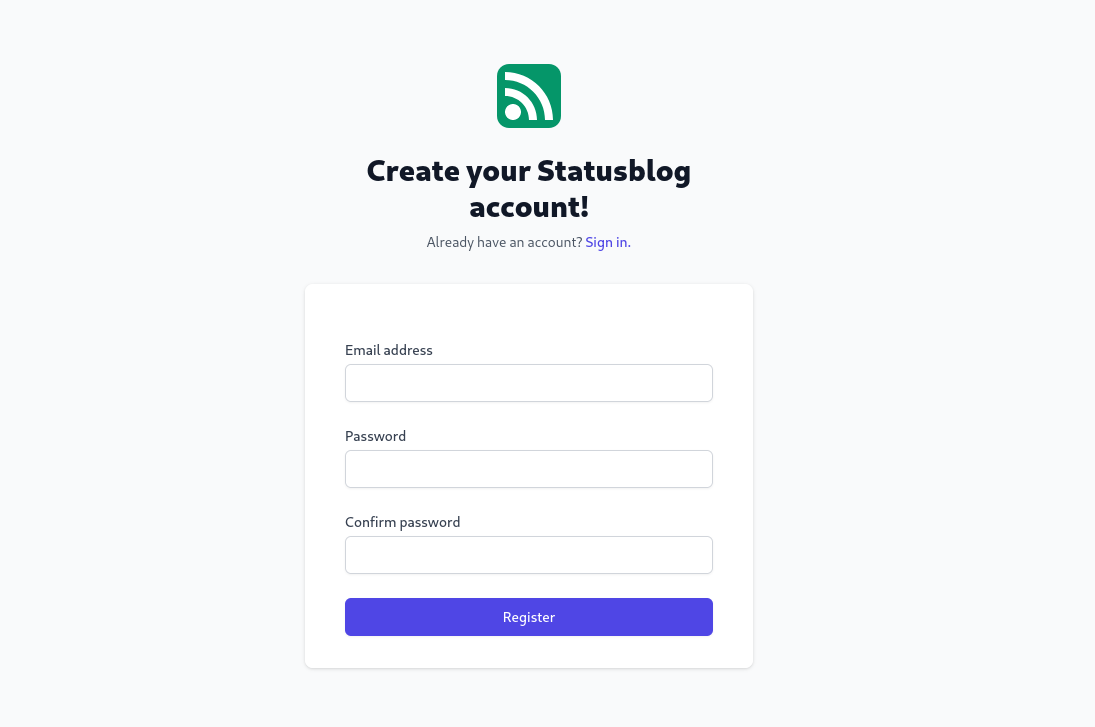 Create your Statusblog
account!
Already have an account? Sign in.
Email address
Password
Confirm password
Register